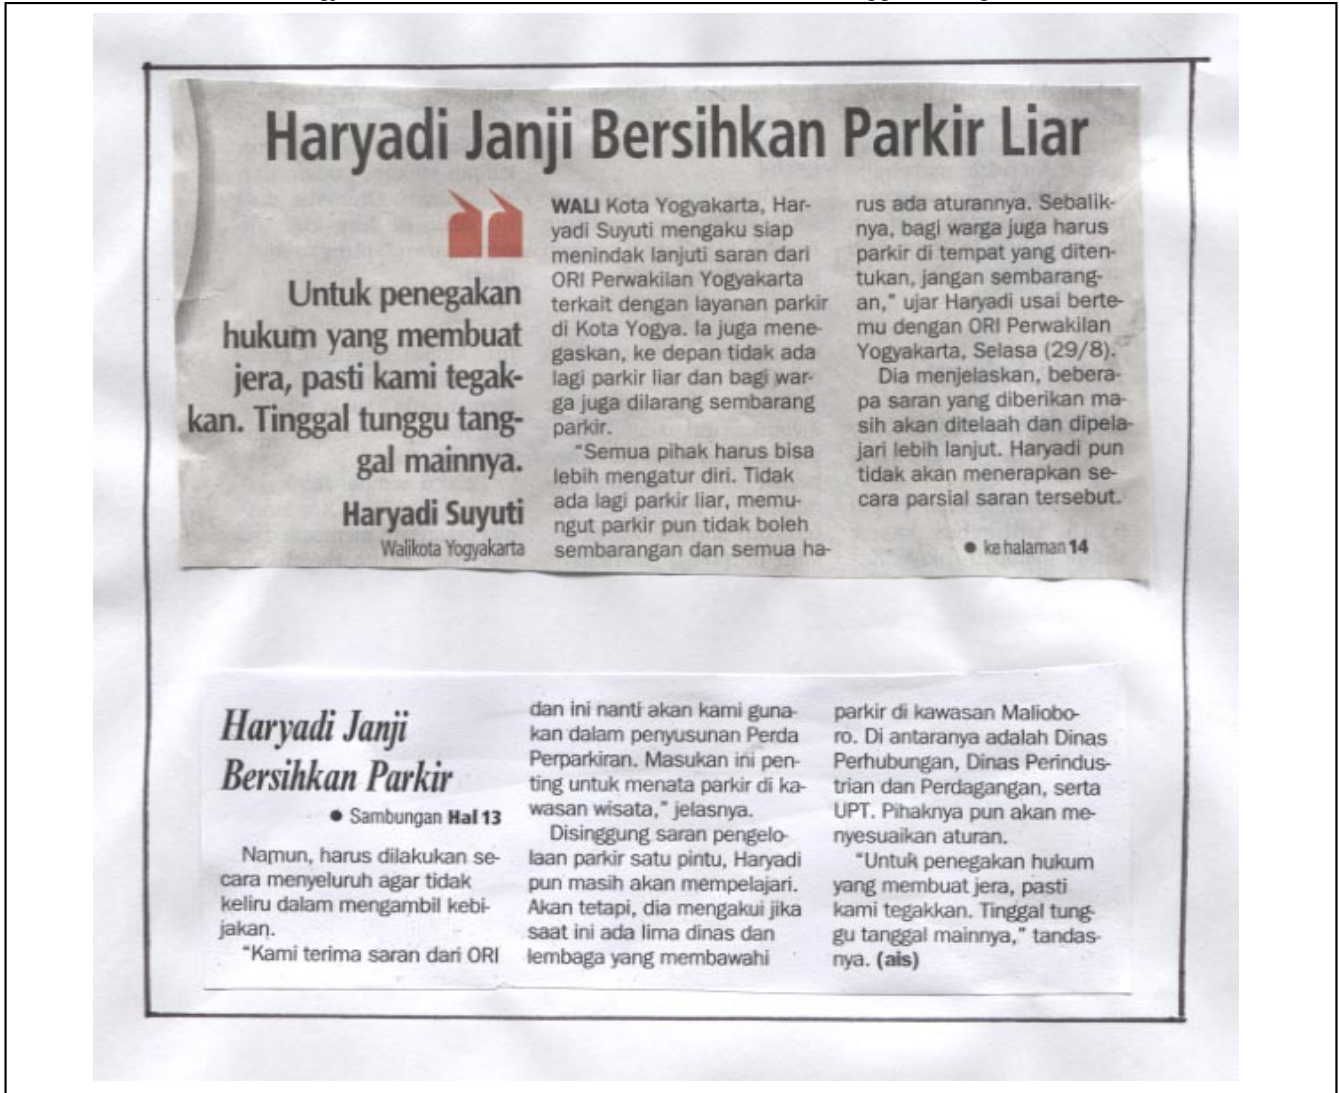 Haryadi Janji Bersihkan Parkir Liar
Untuk penegakan
hukum yang membuat
jera, pasti kami tegak-
kan. Tinggal tunggu tang-
gal mainnya.
Haryadi Suyuti
Walikota Yogyakarta
WALI Kota Yogyakarta, Har-
yadi Suyuti mengaku siap
menindak lanjuti saran dari
ORI Perwakilan Yogyakarta
terkait dengan layanan parkir
di Kota Yogya. Ia juga mene-
gaskan, ke depan tidak ada
lagi parkir liar dan bagi war-
ga juga dilarang sembarang
parkir.
"Semua pihak harus bisa
lebih mengatur diri. Tidak
ada lagi parkir liar, memu-
ngut parkir pun tidak boleh
sembarangan dan semua ha-
rus ada aturannya. Sebalik-
nya, bagi warga juga harus
parkir di tempat yang diten-
tukan, jangan sembarang-
an," ujar Haryadi usai berte-
mu dengan ORI Perwakilan
Yogyakarta, Selasa (29/8).
Dia menjelaskan, bebera-
pa saran yang diberikan ma-
sih akan ditelaah dan dipela-
jari lebih lanjut. Haryadi pun
tidak akan menerapkan se-
cara parsial saran tersebut.
● ke halaman 14
Haryadi Janji
Bersihkan Parkir
● Sambungan Hal 13
Namun, harus dilakukan se-
cara menyeluruh agar tidak
keliru dalam mengambil kebi-
jakan.
"Kami terima saran dari ORI
dan ini nanti akan kami guna-
kan dalam penyusunan Perda
Perparkiran. Masukan ini pen-
ting untuk menata parkir di ka-
wasan wisata," jelasnya.
Disinggung saran pengelo-
laan parkir satu pintu, Haryadi
pun masih akan mempelajari.
Akan tetapi, dia mengakui jika
saat ini ada lima dinas dan
lembaga yang membawahi
parkir di kawasan Maliobo-
ro. Di antaranya adalah Dinas
Perhubungan, Dinas Perindus-
trian dan Perdagangan, serta
UPT. Pihaknya pun akan me-
nyesuaikan aturan.
"Untuk penegakan hukum
yang membuat jera, pasti
kami tegakkan. Tinggal tung-
gu tanggal mainnya," tandas-
nya. (ais)